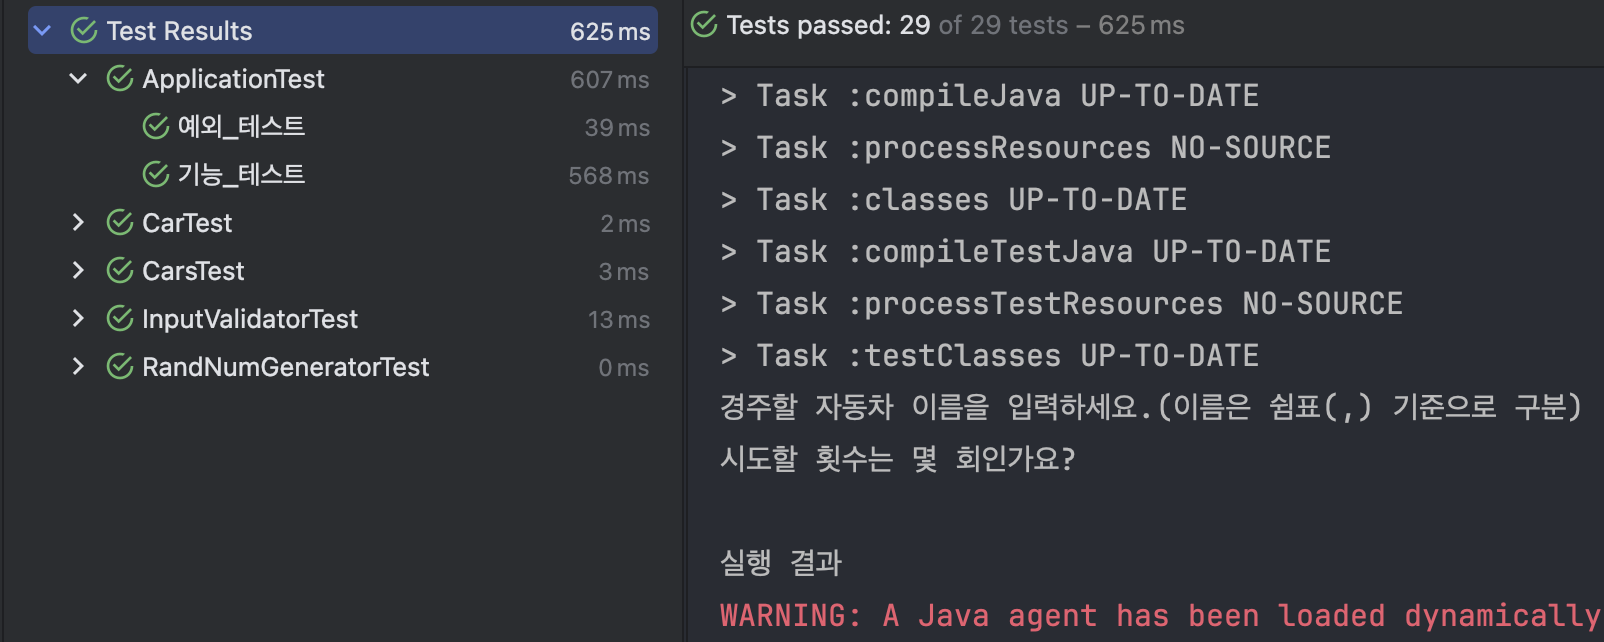 Test Results 625 ms
ApplicationTest 607 ms
예외_테스트 39 ms
기능_테스트 568 ms
CarTest 2 ms
CarsTest 3 ms
InputValidatorTest 13 ms
RandNumGeneratorTest 0 ms
Tests passed: 29 of 29 tests – 625 ms
> Task :compileJava UP-TO-DATE
> Task :processResources NO-SOURCE
> Task :classes UP-TO-DATE
> Task :compileTestJava UP-TO-DATE
> Task :processTestResources NO-SOURCE
> Task :testClasses UP-TO-DATE
경주할 자동차 이름을 입력하세요.(이름은 쉼표(,) 기준으로 구분)
시도할 횟수는 몇 회인가요?
실행 결과
WARNING: A Java agent has been loaded dynamically